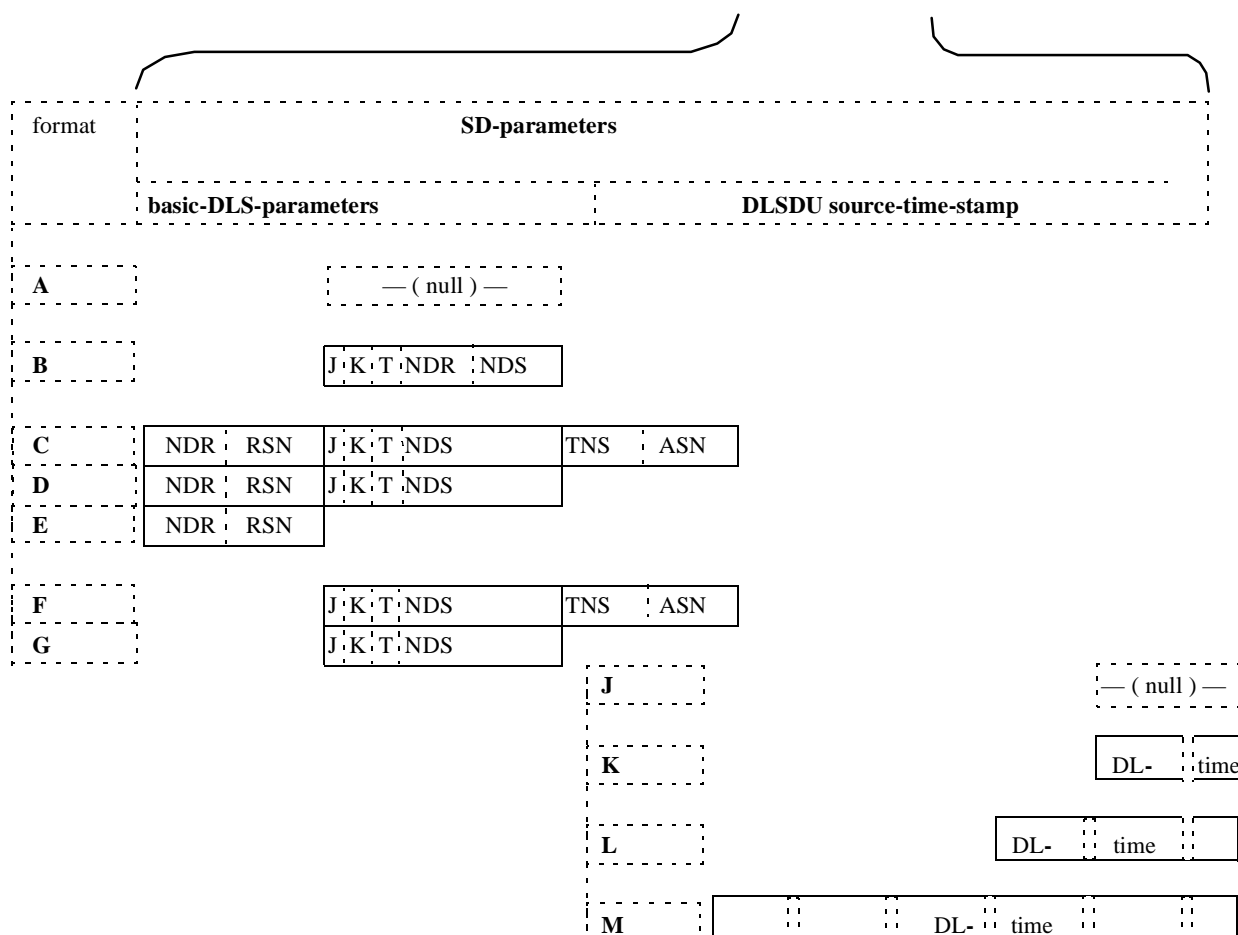 format SD-parameters
basic-DLS-parameters DLSDU source-time-stamp
A — ( null ) —
B J K T NDR NDS
C NDR RSN J K T NDS TNS ASN
D NDR RSN J K T NDS
E NDR RSN
F J K T NDS TNS ASN
G J K T NDS
J — ( null ) —
K DL- time
L DL- time
M DL- time